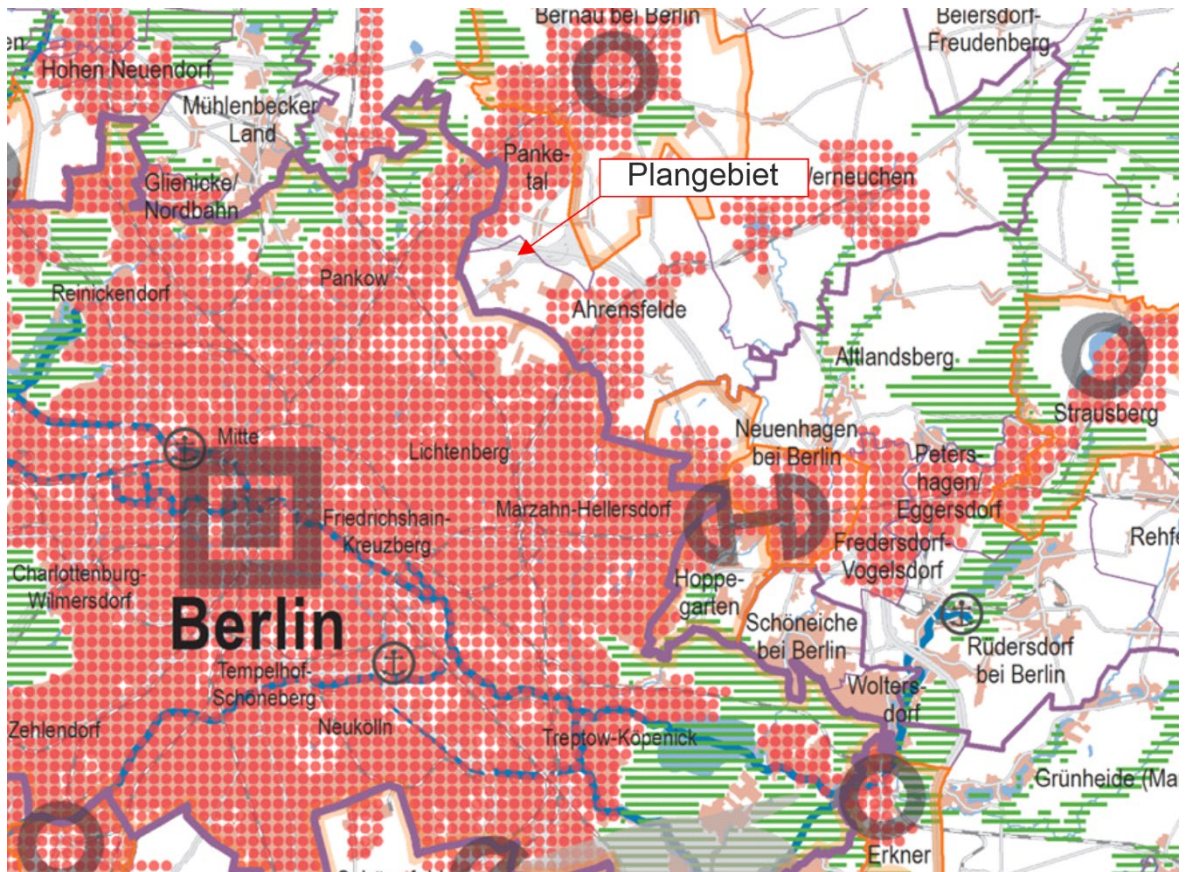 Bernau bei Berlin
Beiersdorf-
Freudenberg
en
Hohen Neuendorf
Mühlenbecker
Land
Panke-
tal
Plangebiet
Glienicke/
Nordbahn
Pankow
Reinickendorf
Ahrensfelde
Altlandsberg
Strausberg
Mitte
Lichtenberg
Neuenhagen
bei Berlin
Peters-
hagen/
Eggersdorf
Marzahn-Hellersdorf
Friedrichshain-
Kreuzberg
Fredersdorf-
Vogelsdorf
Rehfe
Charlottenburg-
Wilmersdorf
Hoppe-
garten
Berlin
Schöneiche
bei Berlin
Rüdersdorf
bei Berlin
Tempelhof-
Schöneberg
Wolters-
dorf
Zehlendorf
Neukölln
Treptow-Köpenick
Grünheide (Ma
Erkner